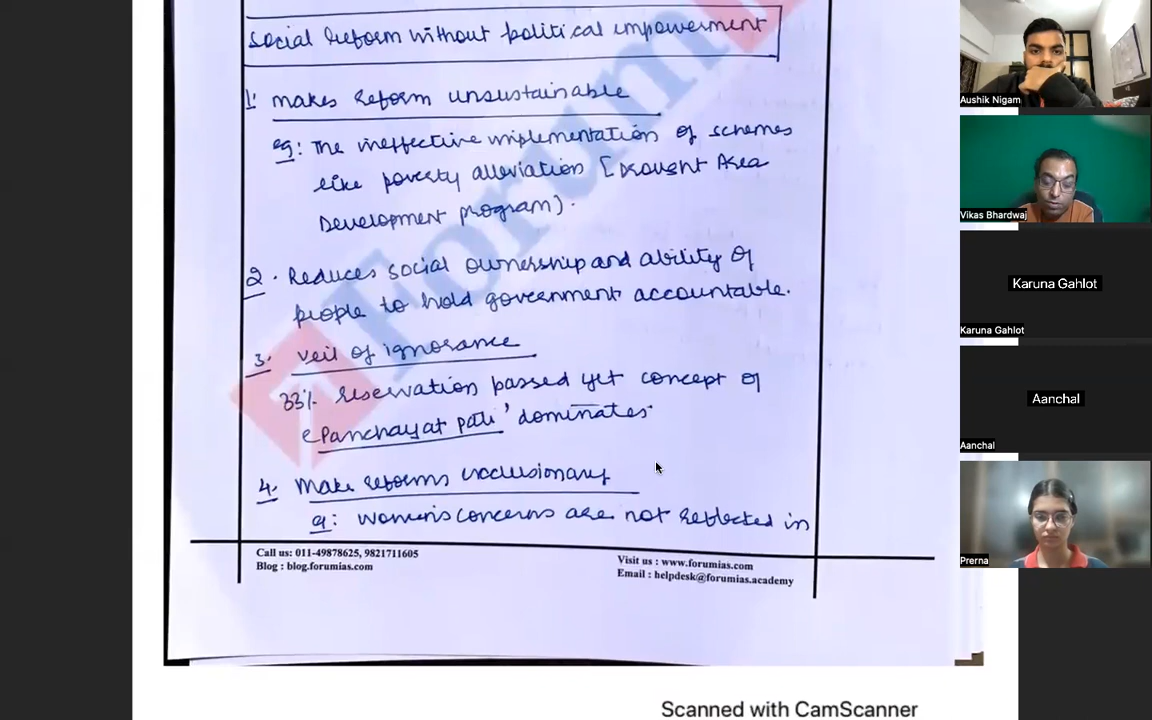 social Reform without political empowerment
1. makes Reform unsustainable
eg: The ineffective implementation of schemes
like poverty alleviation [Drought Area
Development program).
2. Reduces social ownership and ability of
people to hold government accountable.
3. veil of ignorance
33% reservation passed yet concept of
'Panchayat pati' dominates.
4. Make reforms
eg: women's concerns are not reflected in
Call us: 011-49878625, 9821711605
Blog : blog.forumias.com
Visit us : www.forumias.com
Email : helpdesk@forumias.academy
Scanned with CamScanner
Forum
Aushik Nigam
Vikas Bhardwaj
Karuna Gahlot
Karuna Gahlot
Aanchal
Aanchal
Prerna